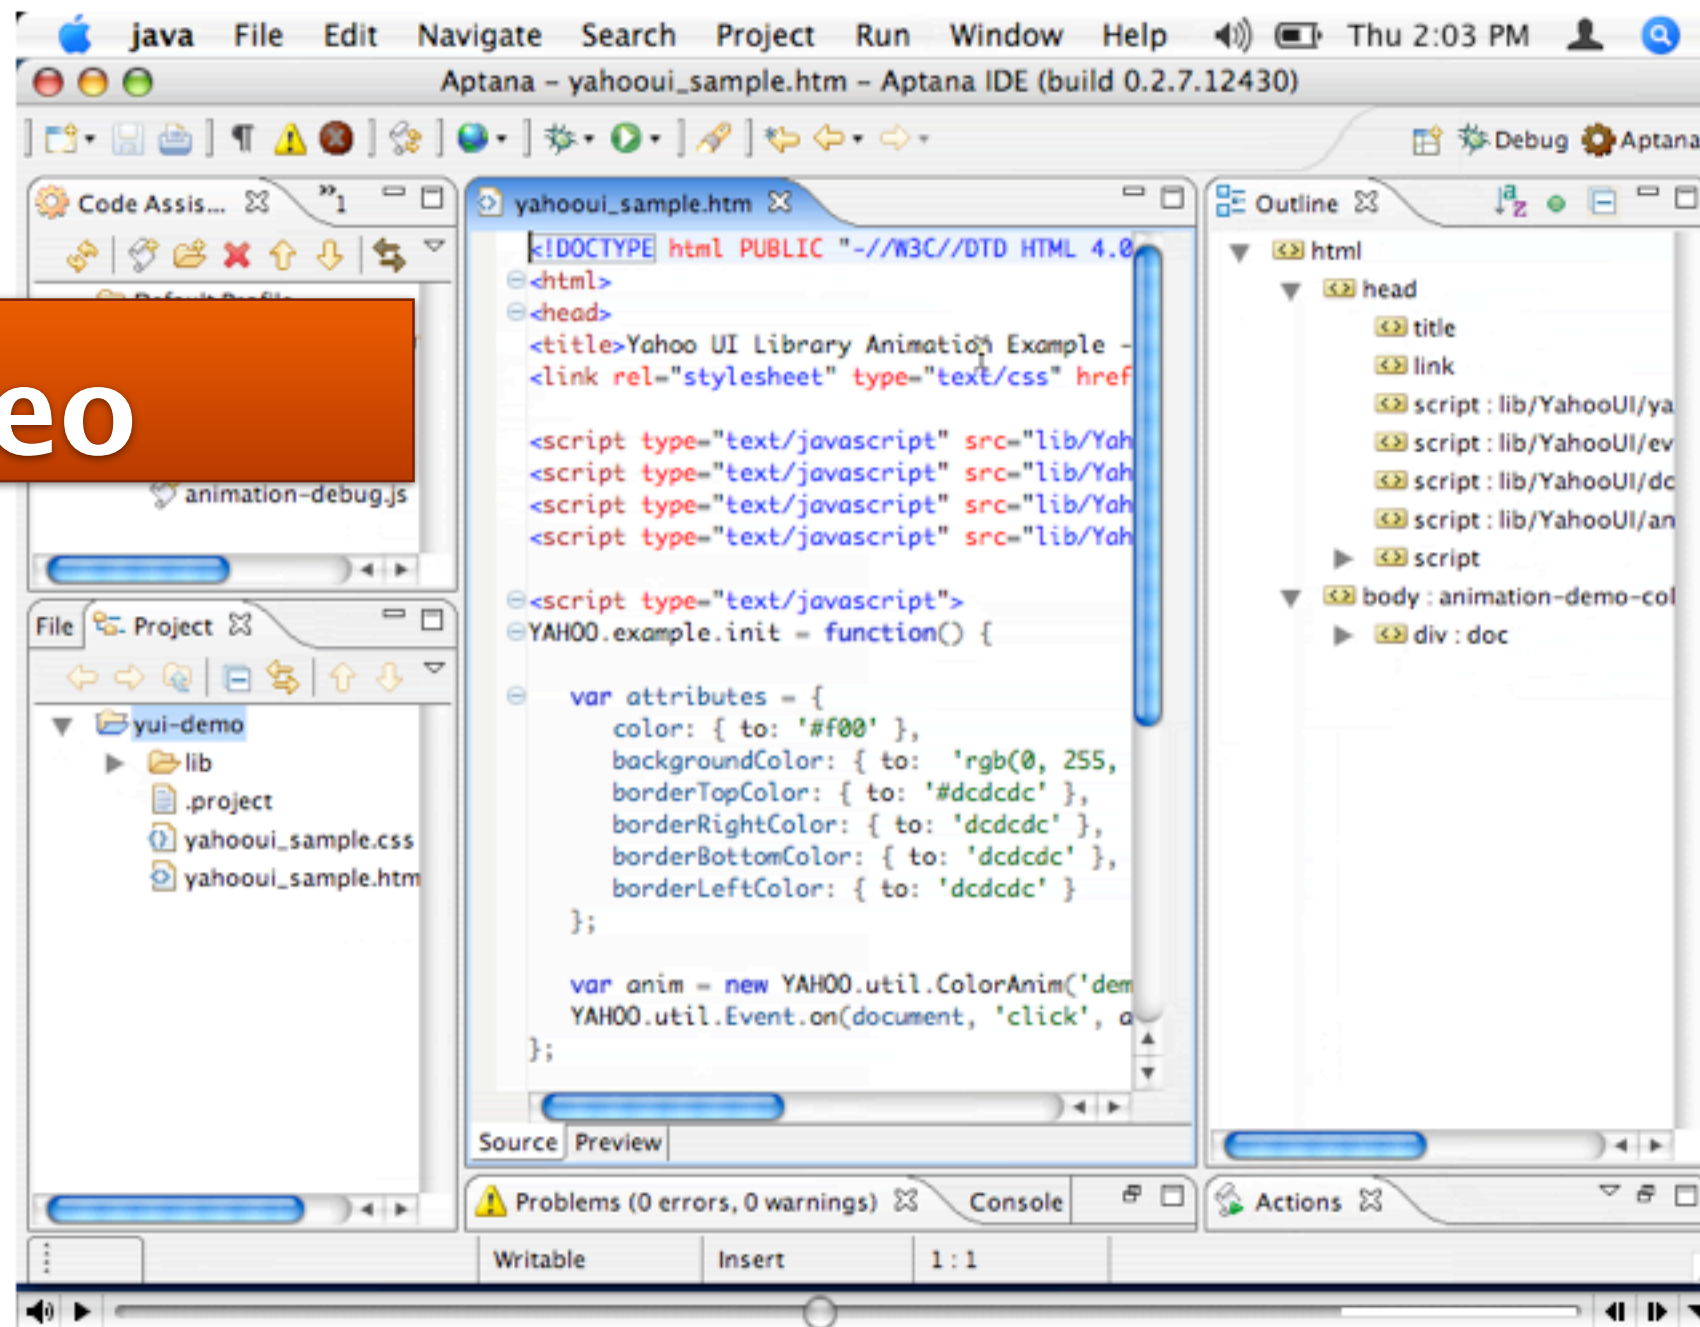 java File Edit Navigate Search Project Run Window Help Thu 2:03 PM
Aptana – yahooui_sample.htm – Aptana IDE (build 0.2.7.12430)
Debug Aptana
Code Assis... »1
eo
animation-debug.js
File Project
yui-demo
lib
.project
yahooui_sample.css
yahooui_sample.htm
yahooui_sample.htm
<!DOCTYPE html PUBLIC "-//W3C//DTD HTML 4.0
<html>
<head>
<title>Yahoo UI Library Animation Example -
<link rel="stylesheet" type="text/css" href
<script type="text/javascript" src="lib/Yah
<script type="text/javascript" src="lib/Yah
<script type="text/javascript" src="lib/Yah
<script type="text/javascript" src="lib/Yah
<script type="text/javascript">
YAHOO.example.init = function() {
var attributes = {
color: { to: '#f00' },
backgroundColor: { to: 'rgb(0, 255,
borderTopColor: { to: '#dcdcdc' },
borderRightColor: { to: 'dcdcdc' },
borderBottomColor: { to: 'dcdcdc' },
borderLeftColor: { to: 'dcdcdc' }
};
var anim = new YAHOO.util.ColorAnim('dem
YAHOO.util.Event.on(document, 'click', a
};
Source Preview
Problems (0 errors, 0 warnings) Console
Writable Insert 1 : 1
Outline
html
head
title
link
script : lib/YahooUI/ya
script : lib/YahooUI/ev
script : lib/YahooUI/dc
script : lib/YahooUI/an
script
body : animation-demo-col
div : doc
Actions